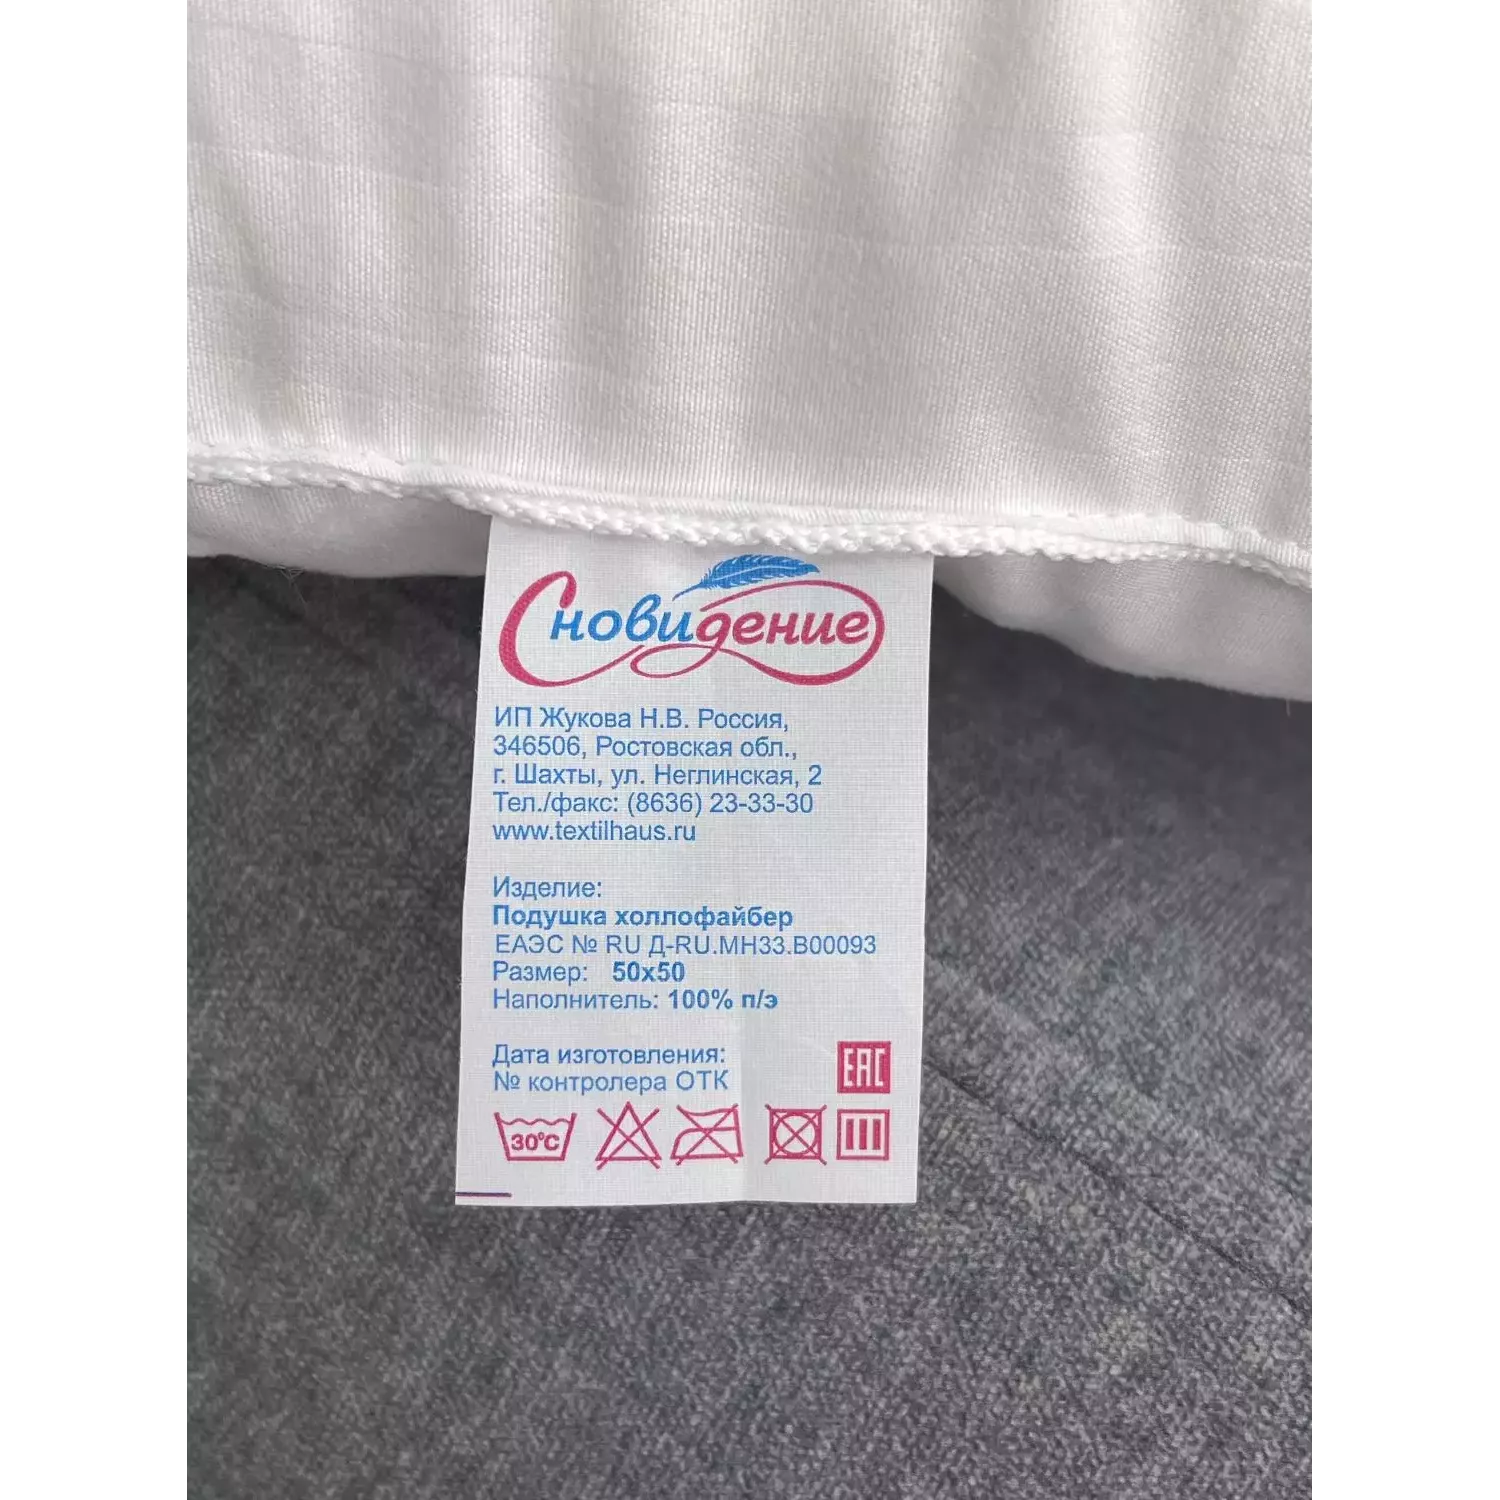 Сновидение
ИП Жукова Н.В. Россия,
346506, Ростовская обл.,
г. Шахты, ул. Неглинская, 2
Тел./факс: (8636) 23-33-30
www.textilhaus.ru
Изделие:
Подушка холлофайбер
ЕАЭС № RU Д-RU.МН33.В00093
Размер: 50x50
Наполнитель: 100% п/э
Дата изготовления:
№ контролера ОТК
EAC
30°C